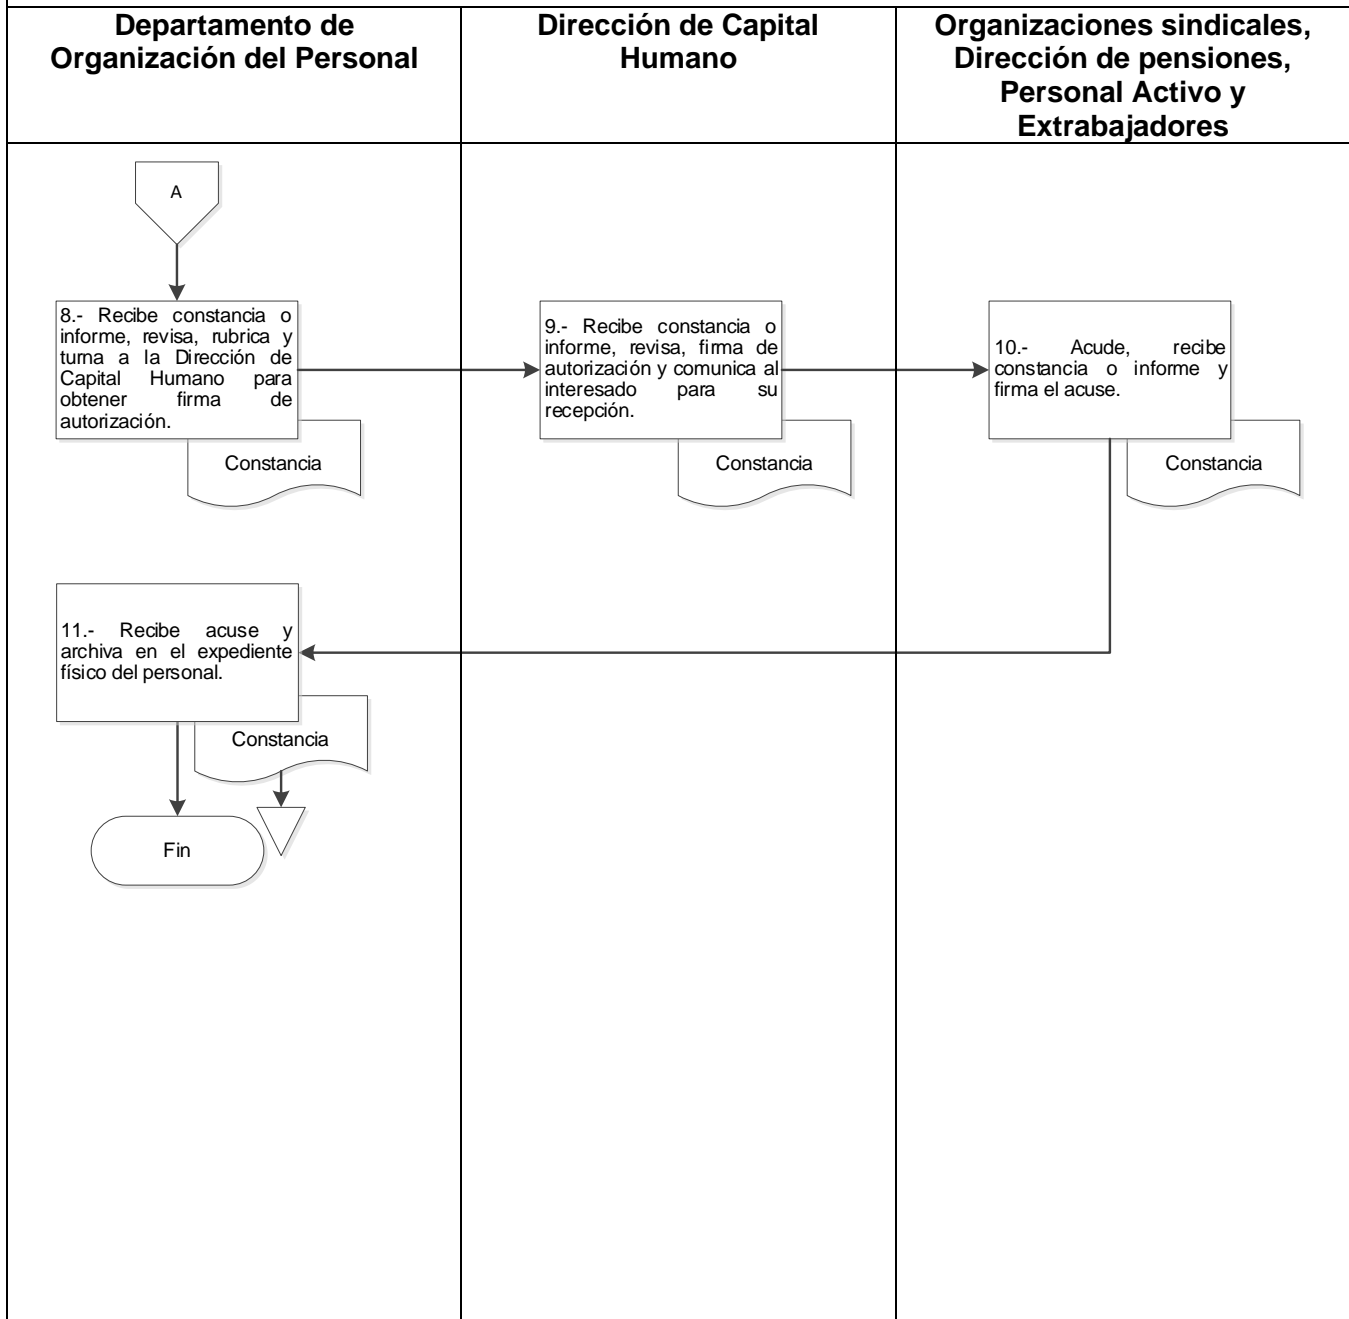 Departamento de
Organización del Personal
Dirección de Capital
Humano
Organizaciones sindicales,
Dirección de pensiones,
Personal Activo y
Extrabajadores
A
8.- Recibe constancia o
informe, revisa, rubrica y
turna a la Dirección de
Capital Humano para
obtener firma de
autorización.
Constancia
9.- Recibe constancia o
informe, revisa, firma de
autorización y comunica al
interesado para su
recepción.
Constancia
10.- Acude, recibe
constancia o informe y
firma el acuse.
Constancia
11.- Recibe acuse y
archiva en el expediente
físico del personal.
Constancia
Fin